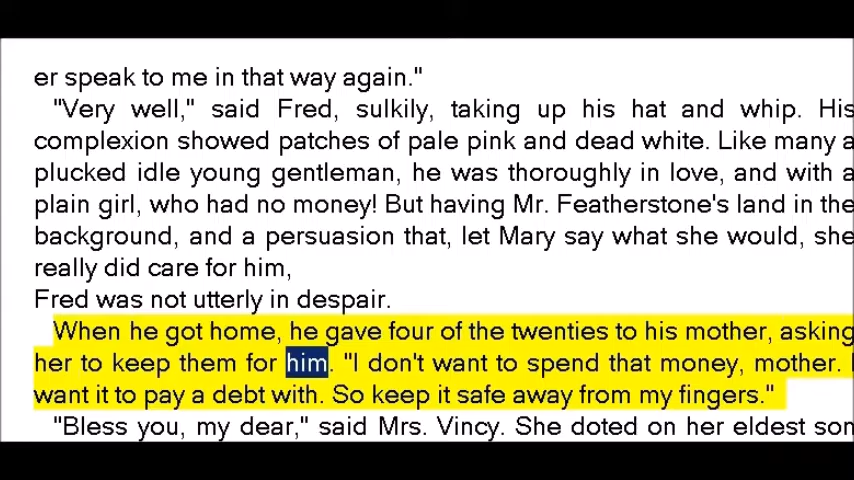 er speak to me in that way again."
"Very well," said Fred, sulkily, taking up his hat and whip. His
complexion showed patches of pale pink and dead white. Like many a
plucked idle young gentleman, he was thoroughly in love, and with a
plain girl, who had no money! But having Mr. Featherstone's land in the
background, and a persuasion that, let Mary say what she would, she
really did care for him,
Fred was not utterly in despair.
When he got home, he gave four of the twenties to his mother, asking
her to keep them for him. "I don't want to spend that money, mother. I
want it to pay a debt with. So keep it safe away from my fingers."
"Bless you, my dear," said Mrs. Vincy. She doted on her eldest son